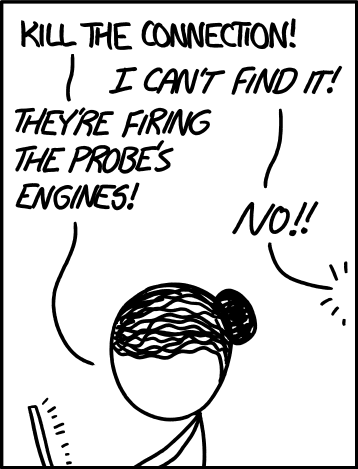 KILL THE CONNECTION!
I CAN'T FIND IT!
THEY'RE FIRING
THE PROBE'S
ENGINES!
NO!!